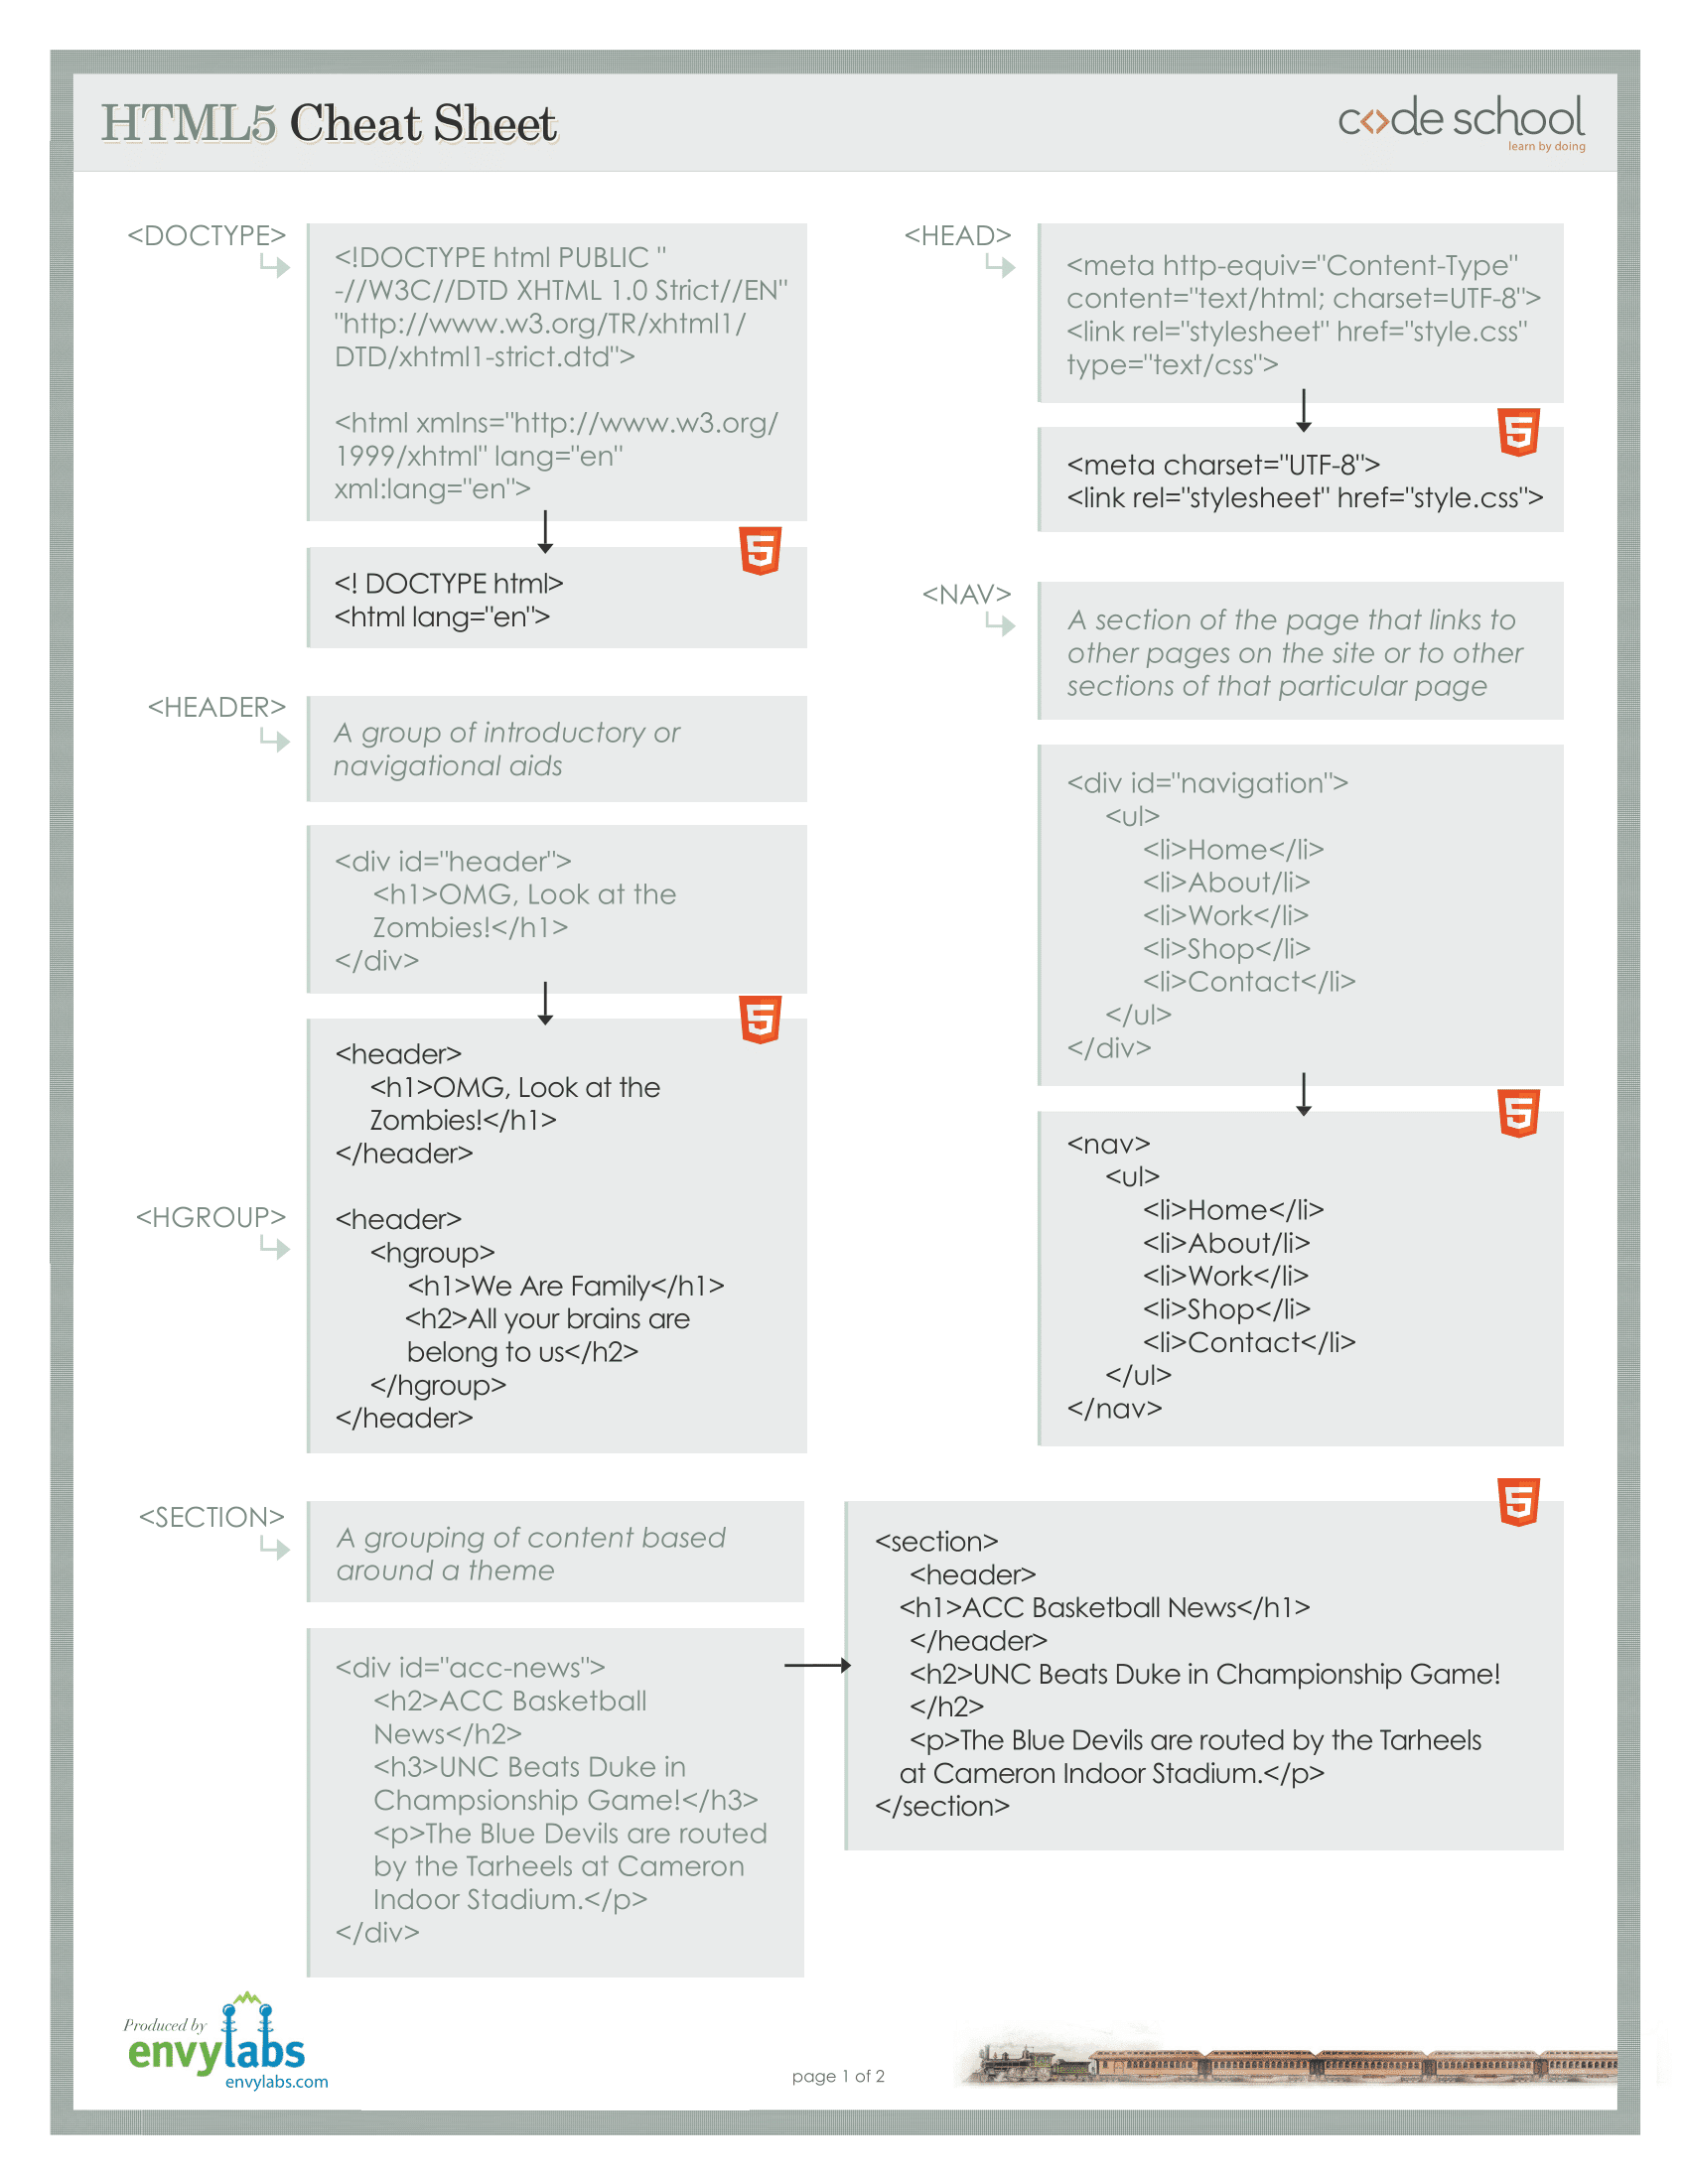 HTML5 Cheat Sheet
c<>de school
learn by doing
<DOCTYPE>
<!DOCTYPE html PUBLIC "
-//W3C//DTD XHTML 1.0 Strict//EN"
"http://www.w3.org/TR/xhtml1/
DTD/xhtml1-strict.dtd">
<html xmlns="http://www.w3.org/
1999/xhtml" lang="en"
xml:lang="en">
5
<! DOCTYPE html>
<html lang="en">
<HEADER>
A group of introductory or
navigational aids
<div id="header">
<h1>OMG, Look at the
Zombies!</h1>
</div>
5
<header>
<h1>OMG, Look at the
Zombies!</h1>
</header>
<HGROUP>
<header>
<hgroup>
<h1>We Are Family</h1>
<h2>All your brains are
belong to us</h2>
</hgroup>
</header>
<HEAD>
<meta http-equiv="Content-Type"
content="text/html; charset=UTF-8">
<link rel="stylesheet" href="style.css"
type="text/css">
5
<meta charset="UTF-8">
<link rel="stylesheet" href="style.css">
<NAV>
A section of the page that links to
other pages on the site or to other
sections of that particular page
<div id="navigation">
<ul>
<li>Home</li>
<li>About/li>
<li>Work</li>
<li>Shop</li>
<li>Contact</li>
</ul>
</div>
5
<nav>
<ul>
<li>Home</li>
<li>About/li>
<li>Work</li>
<li>Shop</li>
<li>Contact</li>
</ul>
</nav>
<SECTION>
A grouping of content based
around a theme
<div id="acc-news">
<h2>ACC Basketball
News</h2>
<h3>UNC Beats Duke in
Champsionship Game!</h3>
<p>The Blue Devils are routed
by the Tarheels at Cameron
Indoor Stadium.</p>
</div>
5
<section>
<header>
<h1>ACC Basketball News</h1>
</header>
<h2>UNC Beats Duke in Championship Game!
</h2>
<p>The Blue Devils are routed by the Tarheels
at Cameron Indoor Stadium.</p>
</section>
Produced by
envylabs
envylabs.com
page 1 of 2